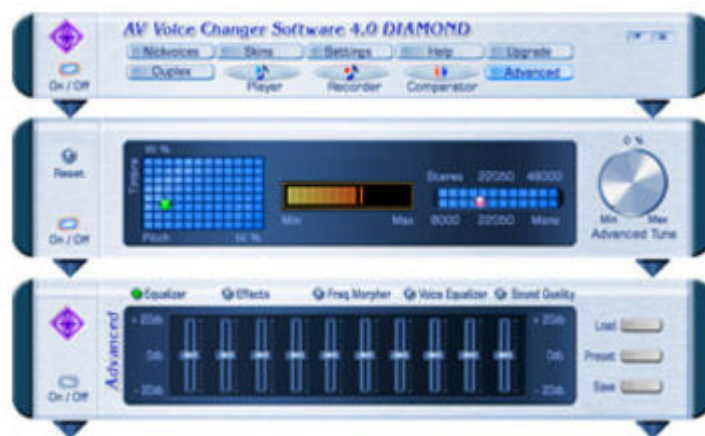 AV Voice Changer Software 4.0 DIAMOND
Nickvoices Skins Settings Help Upgrade
Duplex Player Recorder Comparator Advanced
On / Off
Reset
On / Off
Timbre
Pitch
Min Max
Stereo 22050 48000
8000 22050 Mono
0 %
Min Max
Advanced Tune
Equalizer Effects Freq.Morpher Voice Equalizer Sound Quality
Advanced
+ 20db + 20db
0db 0db
- 20db - 20db
Load
Preset
Save
On / Off